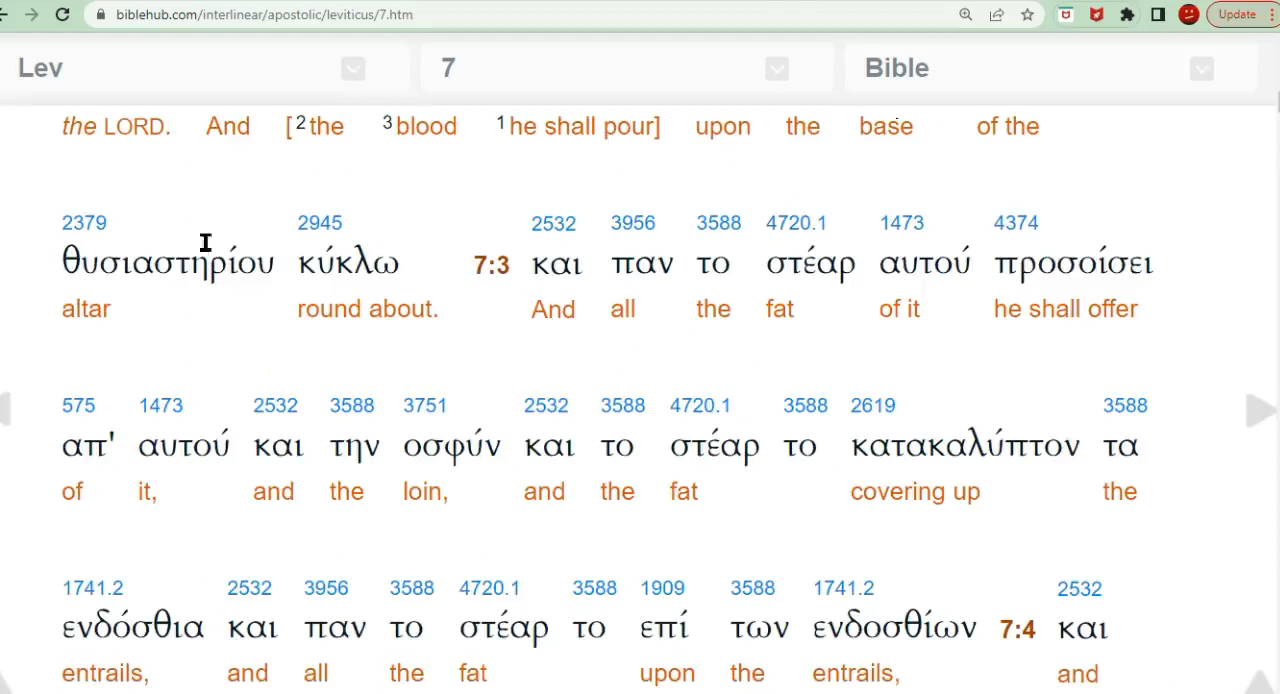 biblehub.com/interlinear/apostolic/leviticus/7.htm Update
Lev 7 Bible
the LORD. And [2the 3blood 1he shall pour] upon the base of the
2379 2945 2532 3956 3588 4720.1 1473 4374
θυσιαστηρίου κύκλω 7:3 και παν το στέαρ αυτού προσοίσει
altar round about. And all the fat of it he shall offer
575 1473 2532 3588 3751 2532 3588 4720.1 3588 2619 3588
απ' αυτού και την οσφύν και το στέαρ το κατακαλύπτον τα
of it, and the loin, and the fat covering up the
1741.2 2532 3956 3588 4720.1 3588 1909 3588 1741.2 2532
ενδόσθια και παν το στέαρ το επί των ενδοσθίων 7:4 και
entrails, and all the fat upon the entrails, and